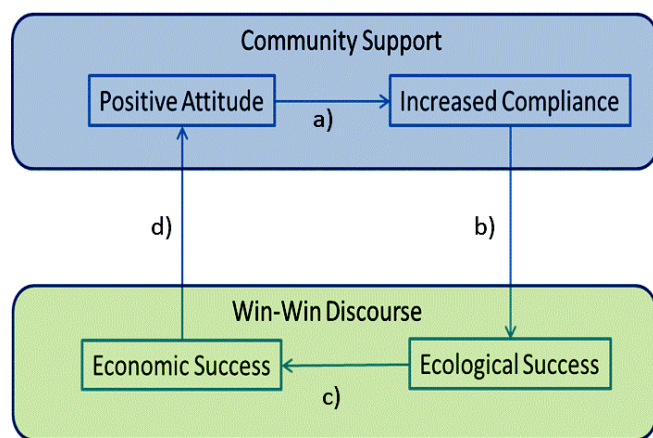 Community Support
Positive Attitude
Increased Compliance
a)
d)
b)
Win-Win Discourse
Economic Success
Ecological Success
c)